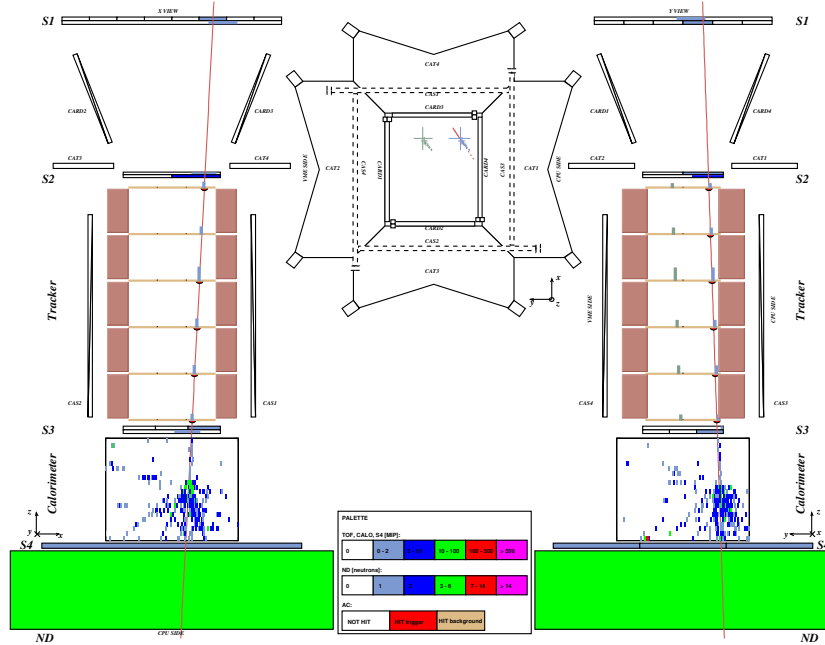 S1
X VIEW
Y VIEW
S1
CAT4
CARD2
CARD3
CAS1
CARD3
CARD1
CARD4
CAT3
CAT4
VME SIDE
CAT2
CAS4
CARD1
CARD4
CAS3
CAT1
CPU SIDE
CAT2
CAT1
S2
S2
CARD2
CAS2
CAT3
x
y
z
Tracker
VME SIDE
CPU SIDE
Tracker
CAS2
CAS1
CAS4
CAS3
S3
S3
Calorimeter
Calorimeter
z
y
x
z
y
x
S4
PALETTE
TOF, CALO, S4 [MIP]:
0
0 - 2
10 - 100
100 - 500
> 500
ND [neutrons]:
0
1
3 - 6
7 - 14
> 14
AC:
NOT HIT
HIT trigger
HIT background
ND
CPU SIDE
ND